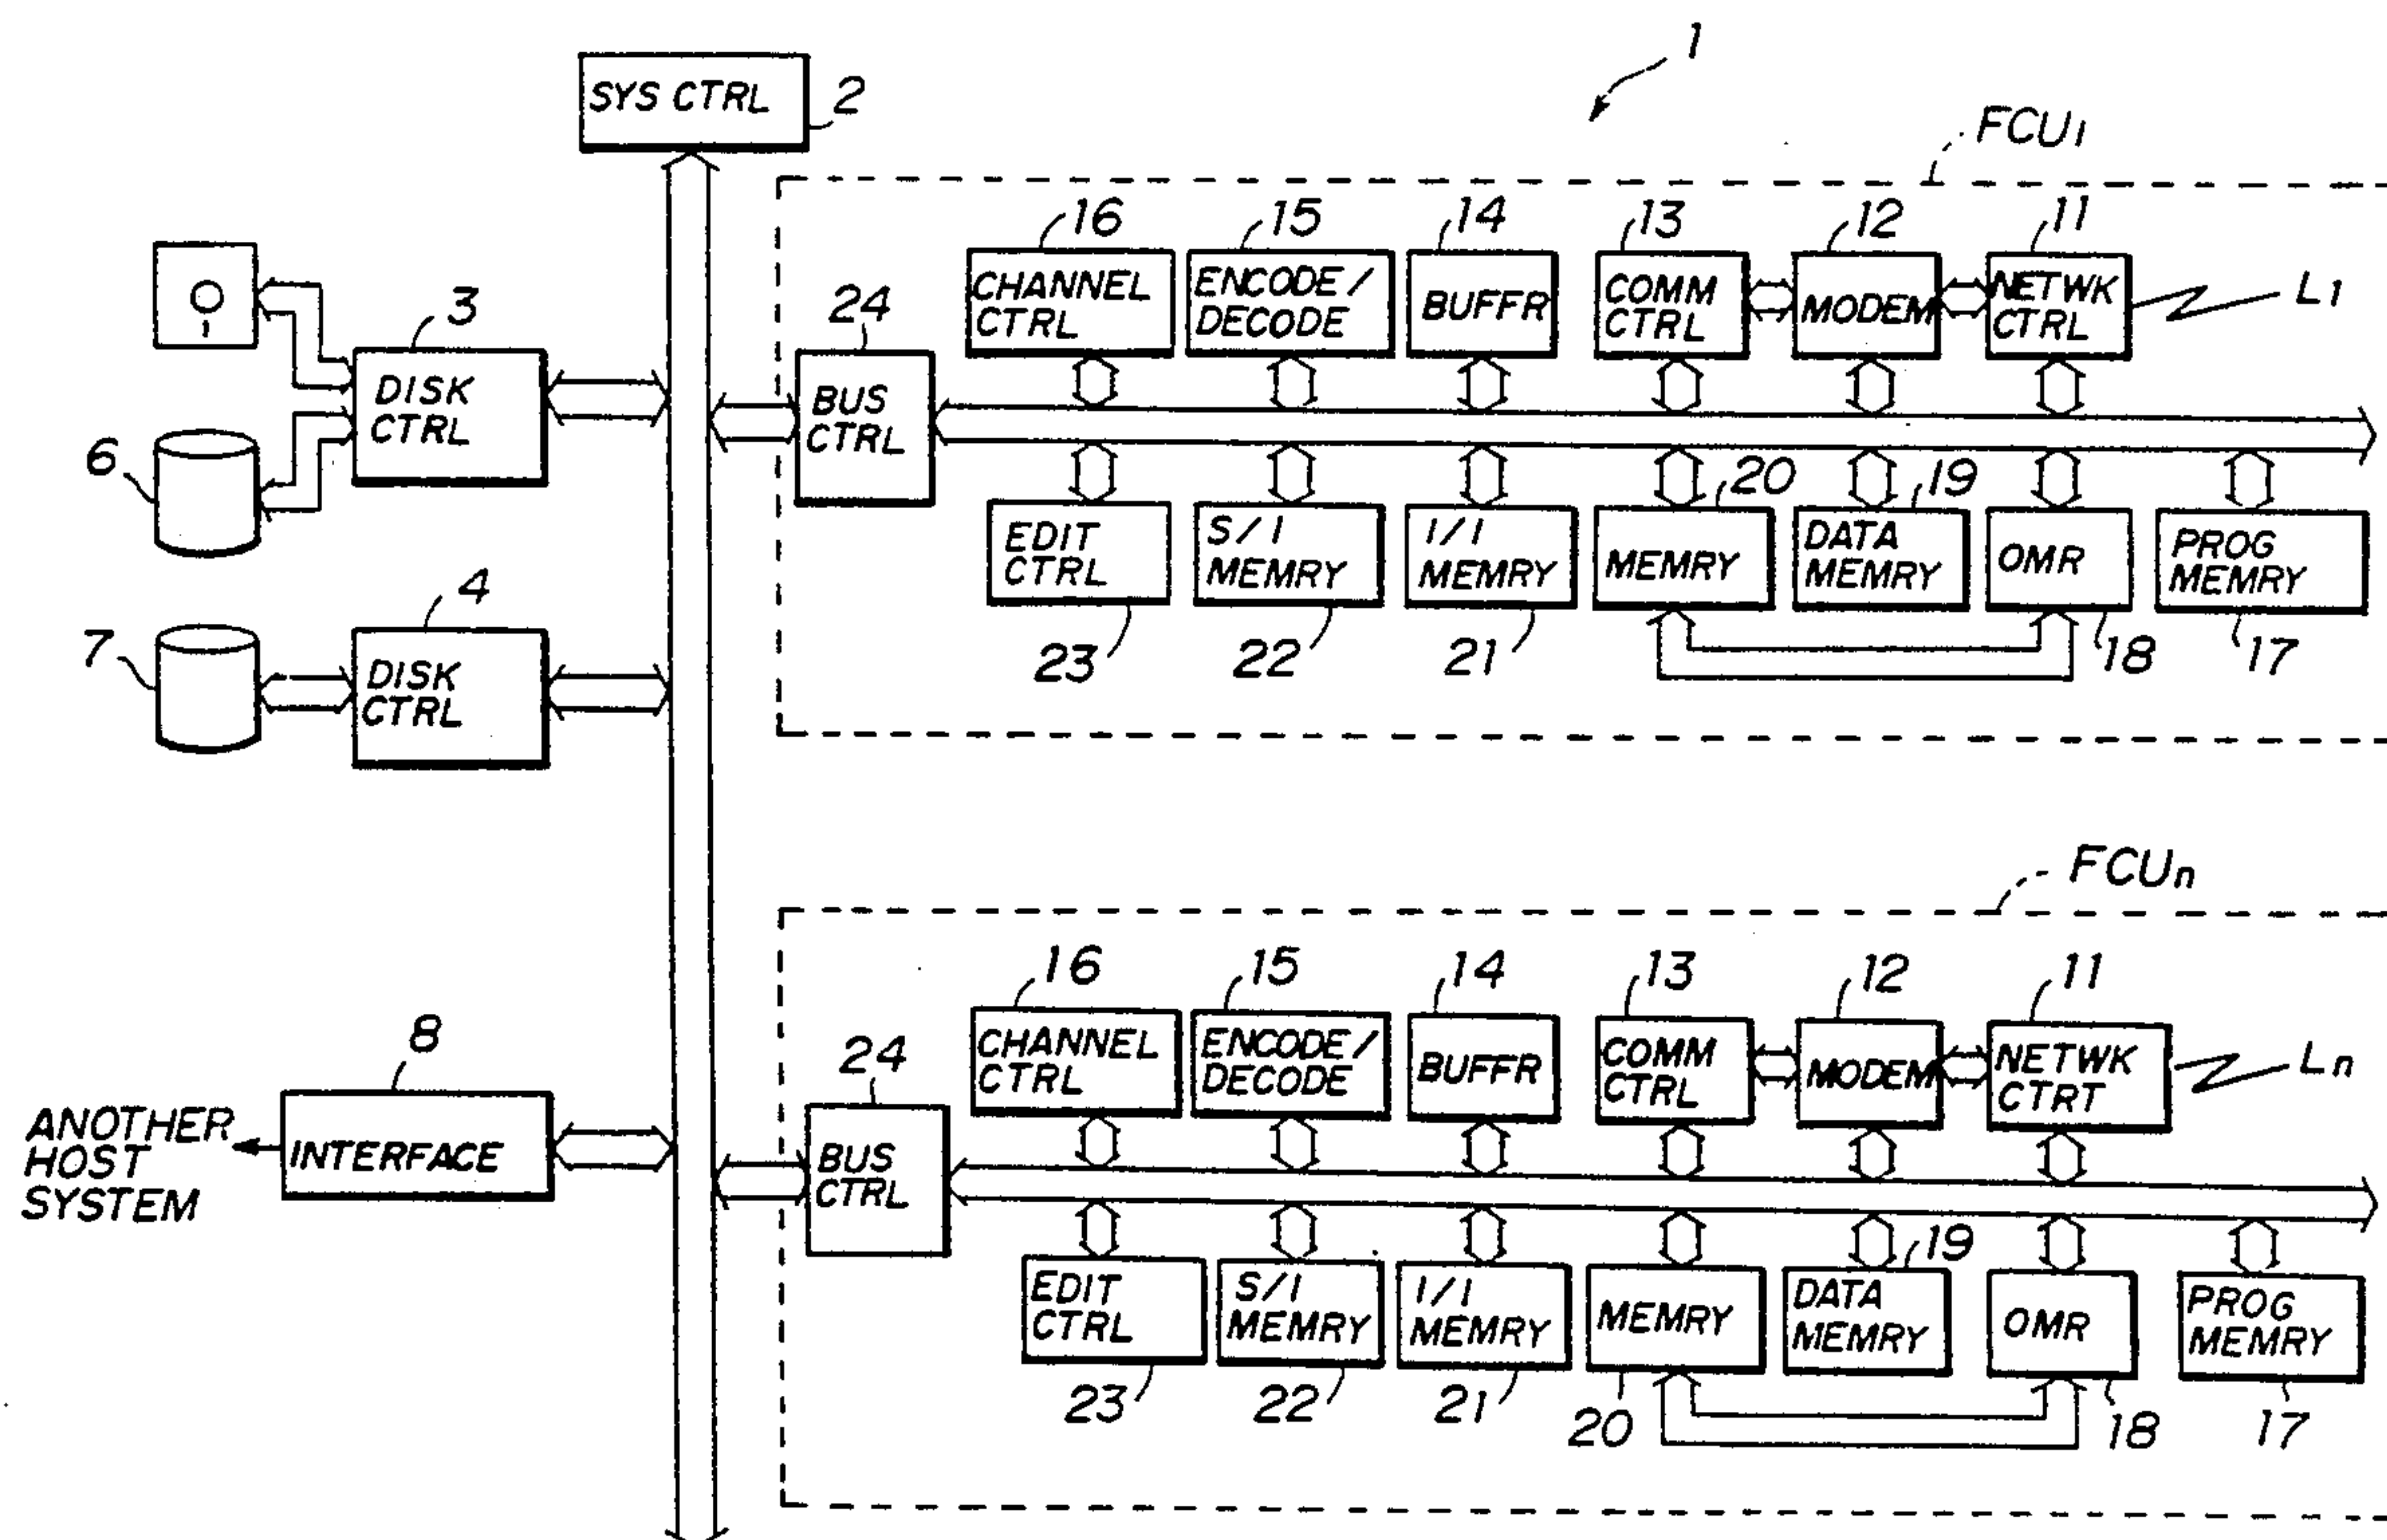 1
SYS CTRL
2
FCU1
16
15
14
13
12
11
CHANNEL
CTRL
ENCODE/
DECODE
BUFFR
COMM
CTRL
MODEM
NETWK
CTRL
L1
3
DISK
CTRL
24
BUS
CTRL
6
20
19
EDIT
CTRL
S/I
MEMRY
I/I
MEMRY
MEMRY
DATA
MEMRY
OMR
PROG
MEMRY
23
22
21
18
17
4
7
DISK
CTRL
FCUn
16
15
14
13
12
11
CHANNEL
CTRL
ENCODE/
DECODE
BUFFR
COMM
CTRL
MODEM
NETWK
CTRT
Ln
8
INTERFACE
ANOTHER
HOST
SYSTEM
24
BUS
CTRL
19
EDIT
CTRL
S/I
MEMRY
I/I
MEMRY
MEMRY
DATA
MEMRY
OMR
PROG
MEMRY
23
22
21
20
18
17